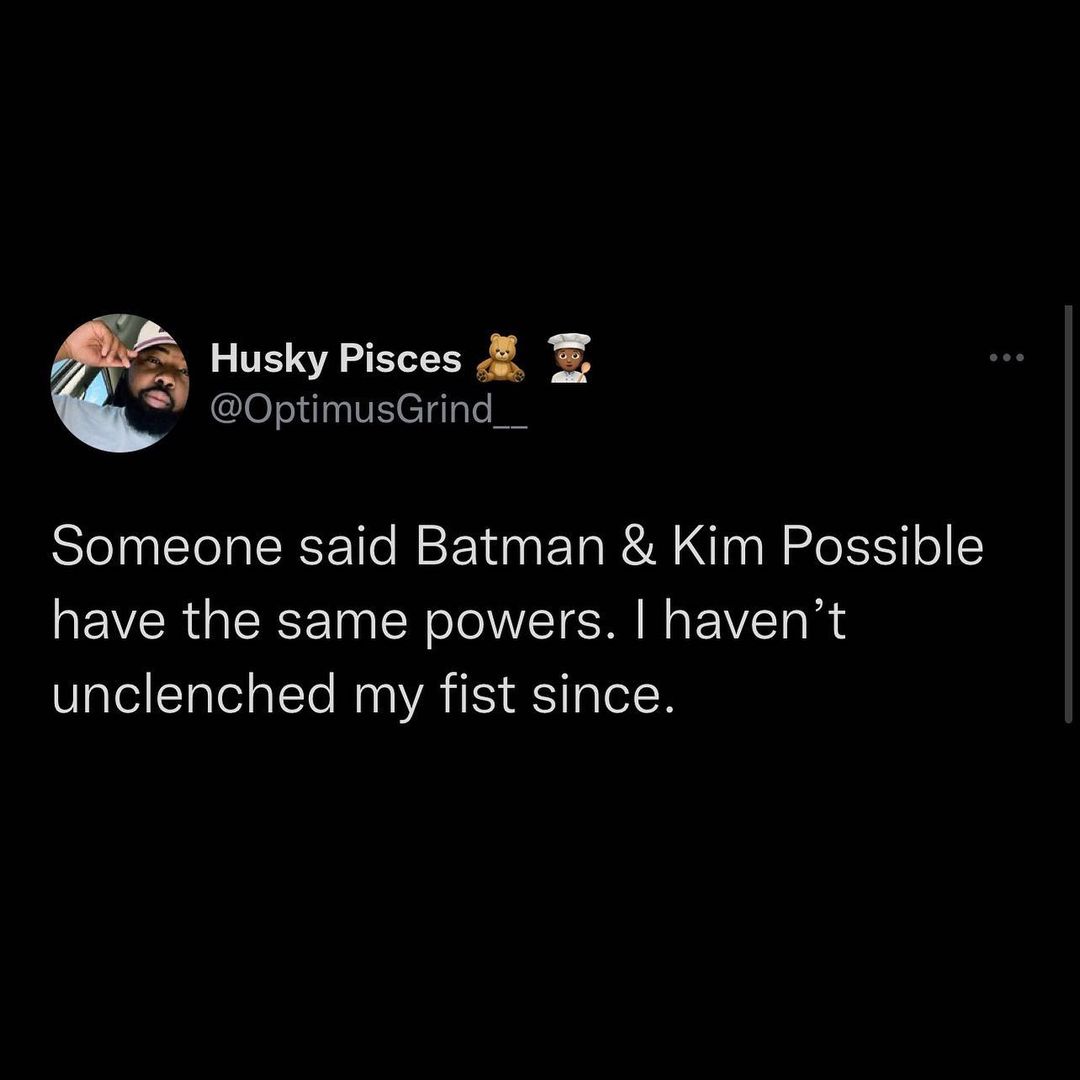 Husky Pisces 🧸 👨🏾‍🍳
@OptimusGrind__
Someone said Batman & Kim Possible
have the same powers. I haven’t
unclenched my fist since.